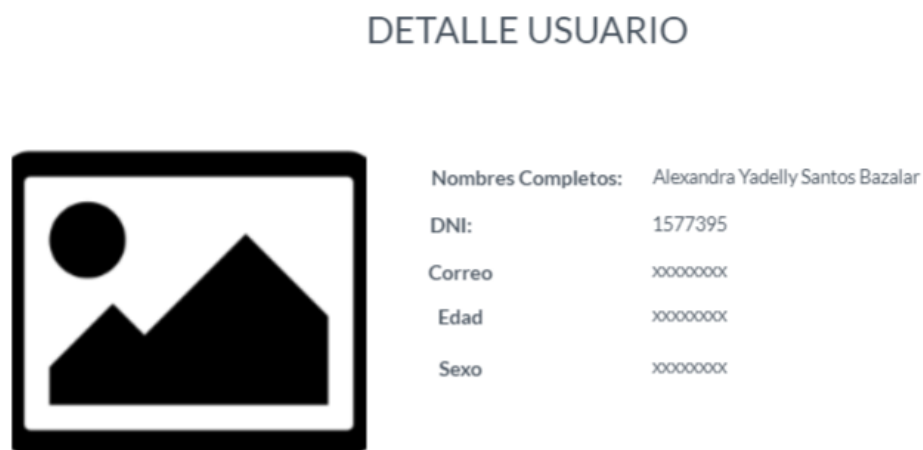 DETALLE USUARIO
Nombres Completos: Alexandra Yadelly Santos Bazalar
DNI: 1577395
Correo xxxxxxxx
Edad xxxxxxxx
Sexo xxxxxxxx